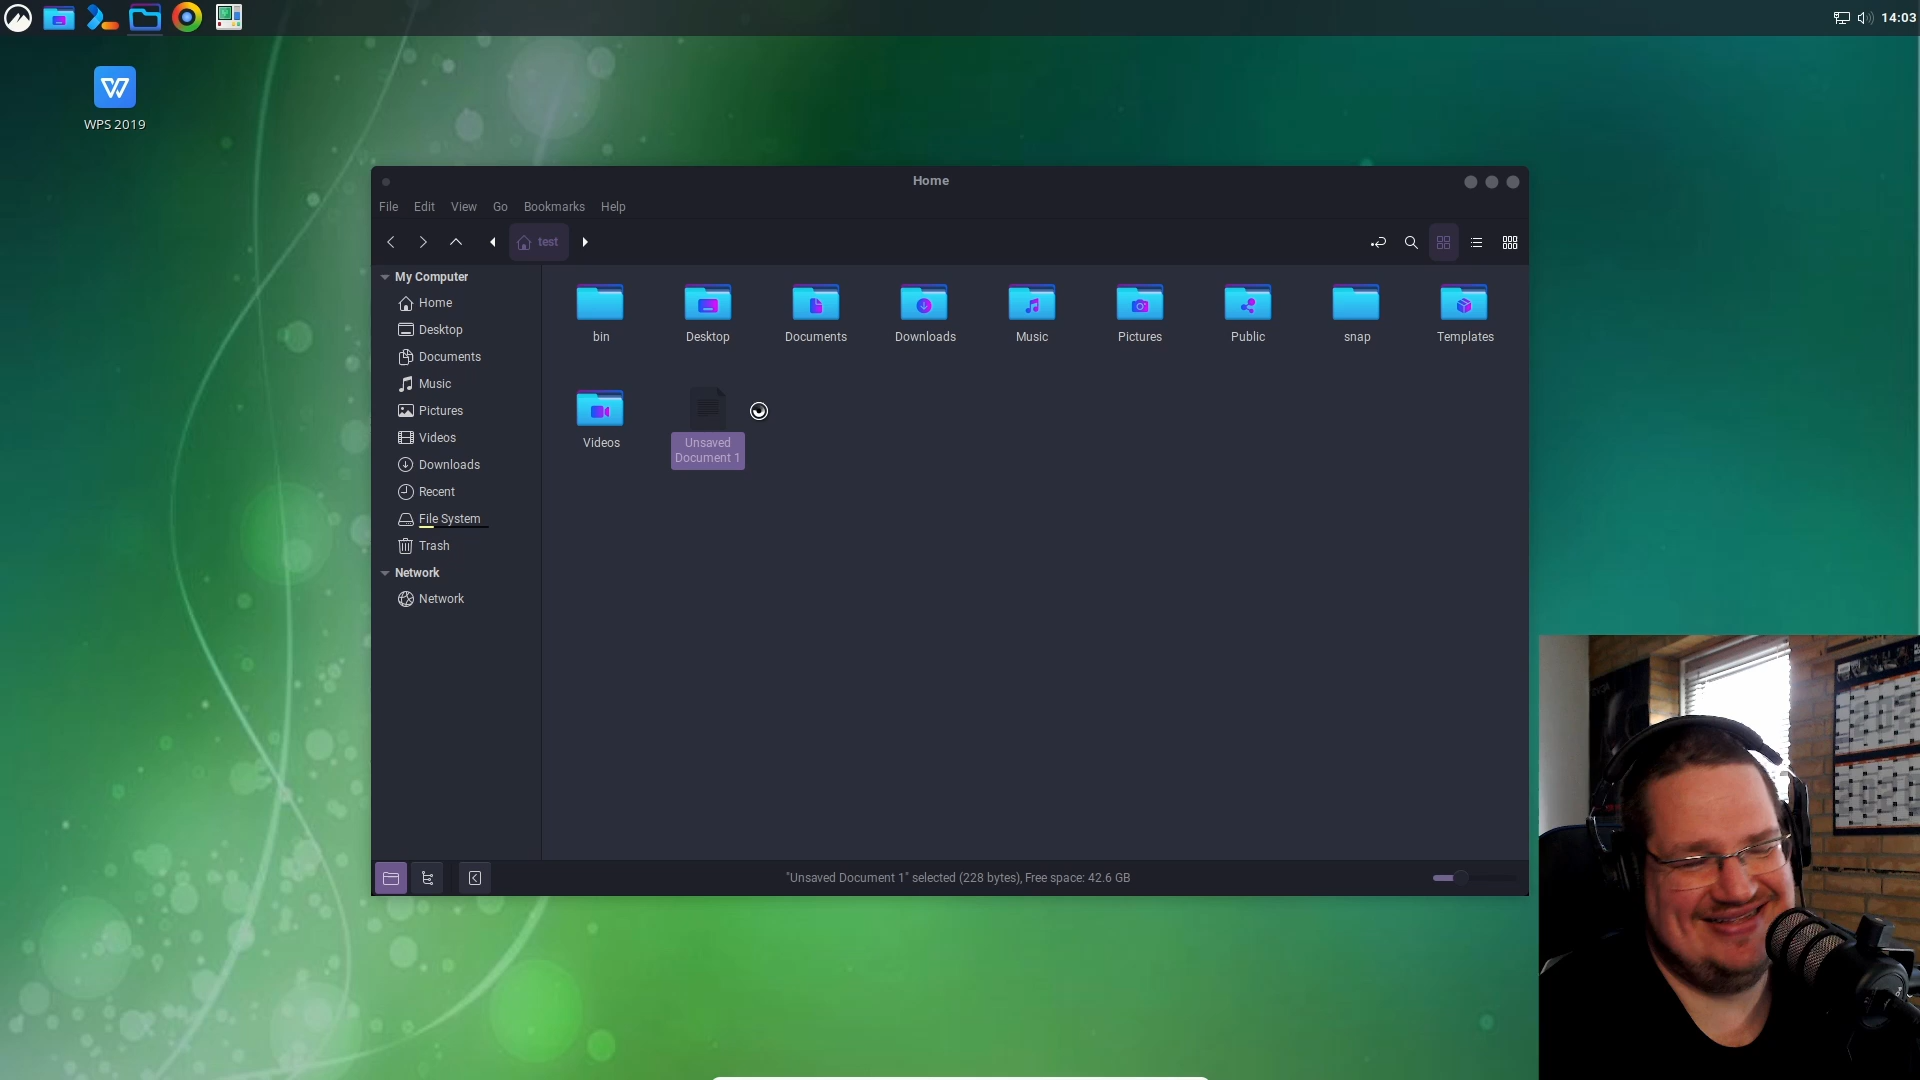 14:03
WPS 2019
Home
File Edit View Go Bookmarks Help
test
My Computer
Home
Desktop
Documents
Music
Pictures
Videos
Downloads
Recent
File System
Trash
Network
Network
bin Desktop Documents Downloads Music Pictures Public snap Templates
Videos Unsaved
Document 1
"Unsaved Document 1" selected (228 bytes), Free space: 42.6 GB